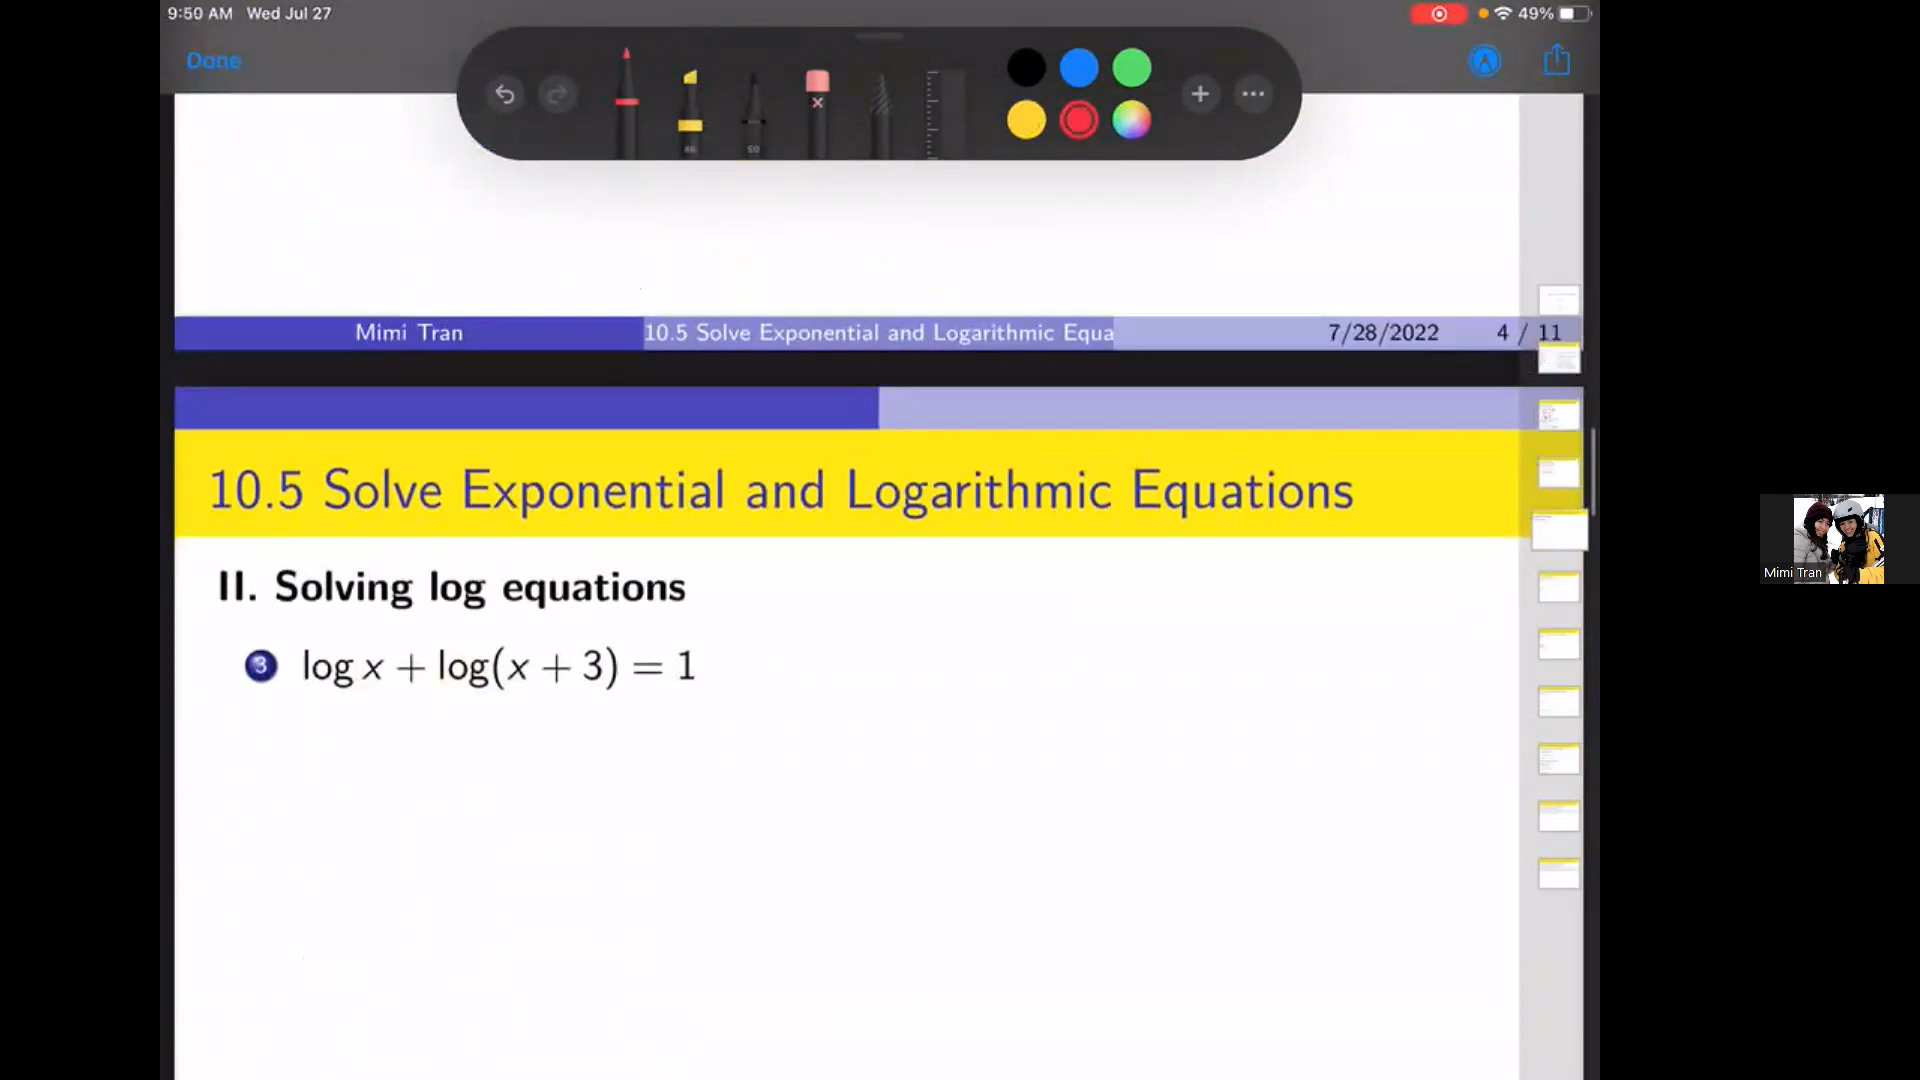 9:50 AM Wed Jul 27
49%
Done
Mimi Tran
10.5 Solve Exponential and Logarithmic Equa
7/28/2022
4 / 11
10.5 Solve Exponential and Logarithmic Equations
II. Solving log equations
3 log x + log(x + 3) = 1
Mimi Tran